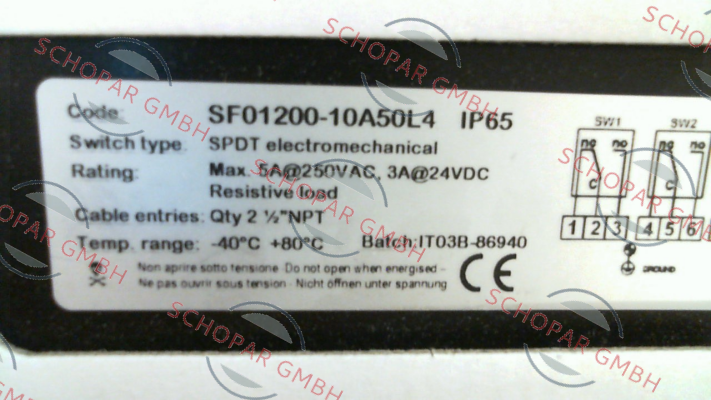 Code: SF01200-10A50L4 IP65
Switch type: SPDT electromechanical
Rating: Max. 5A@250VAC, 3A@24VDC
Resistive load
Cable entries: Qty 2 ½"NPT
Temp. range: -40°C +80°C Batch:IT03B-86940
Non aprire sotto tensione Do not open when energised -
Ne pas ouvrir sous tension - Nicht öffnen unter spannung
CE
SW1 SW2
no no no
C C
1 2 3 4 5 6
GROUND
SCHOPAR GMBH
SCHOPAR GMBH
SCHOPAR GMBH
SCHOPAR GMBH
SCHOPAR GMBH
SCHOPAR GMBH
SCHOPAR GMBH